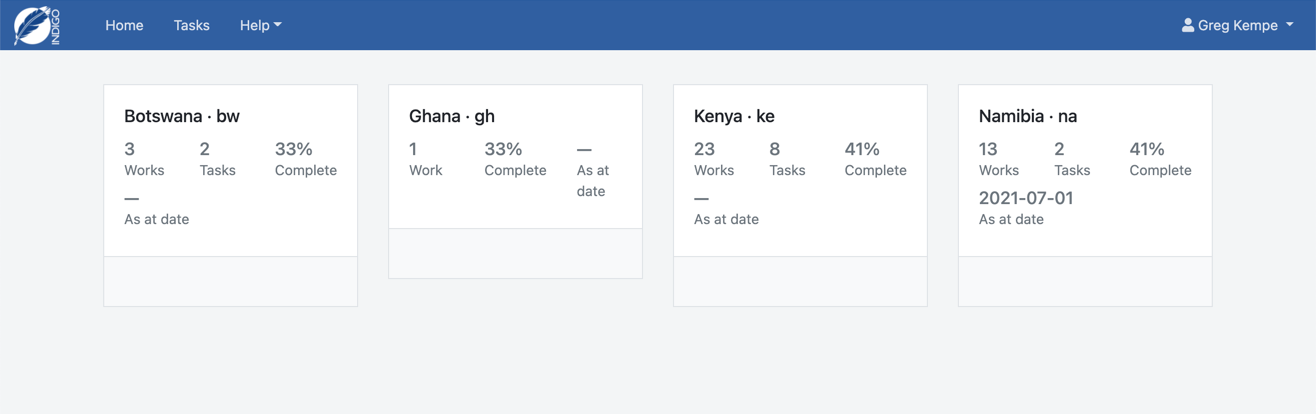 INDIGO
Home Tasks Help
Greg Kempe
Botswana · bw
3 2 33%
Works Tasks Complete
—
As at date
Ghana · gh
1 33% —
Work Complete As at
date
Kenya · ke
23 8 41%
Works Tasks Complete
—
As at date
Namibia · na
13 2 41%
Works Tasks Complete
2021-07-01
As at date